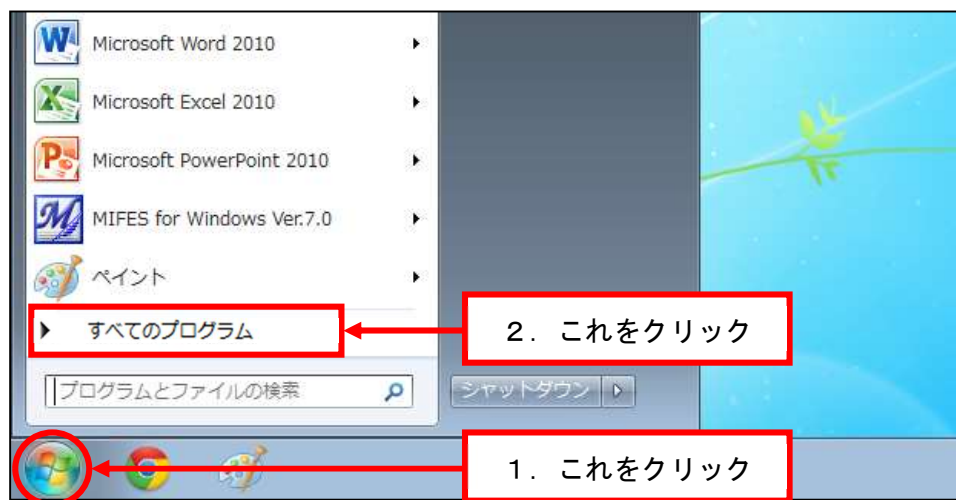 Microsoft Word 2010
Microsoft Excel 2010
Microsoft PowerPoint 2010
MIFES for Windows Ver.7.0
ペイント
すべてのプログラム
2. これをクリック
プログラムとファイルの検索
シャットダウン
1. これをクリック